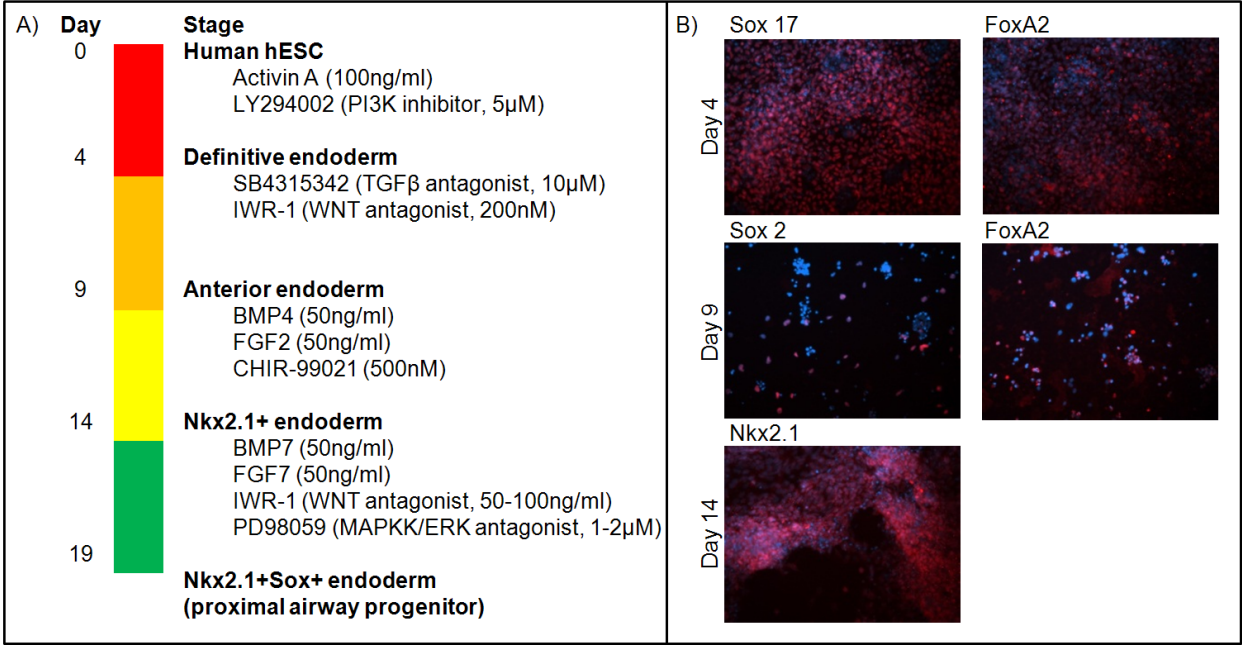 A) Day Stage
0 Human hESC
Activin A (100ng/ml)
LY294002 (PI3K inhibitor, 5µM)
4 Definitive endoderm
SB4315342 (TGFβ antagonist, 10µM)
IWR-1 (WNT antagonist, 200nM)
9 Anterior endoderm
BMP4 (50ng/ml)
FGF2 (50ng/ml)
CHIR-99021 (500nM)
14 Nkx2.1+ endoderm
BMP7 (50ng/ml)
FGF7 (50ng/ml)
IWR-1 (WNT antagonist, 50-100ng/ml)
PD98059 (MAPKK/ERK antagonist, 1-2µM)
19
Nkx2.1+Sox+ endoderm
(proximal airway progenitor)
B) Sox 17 FoxA2
Day 4
Sox 2 FoxA2
Day 9
Nkx2.1
Day 14